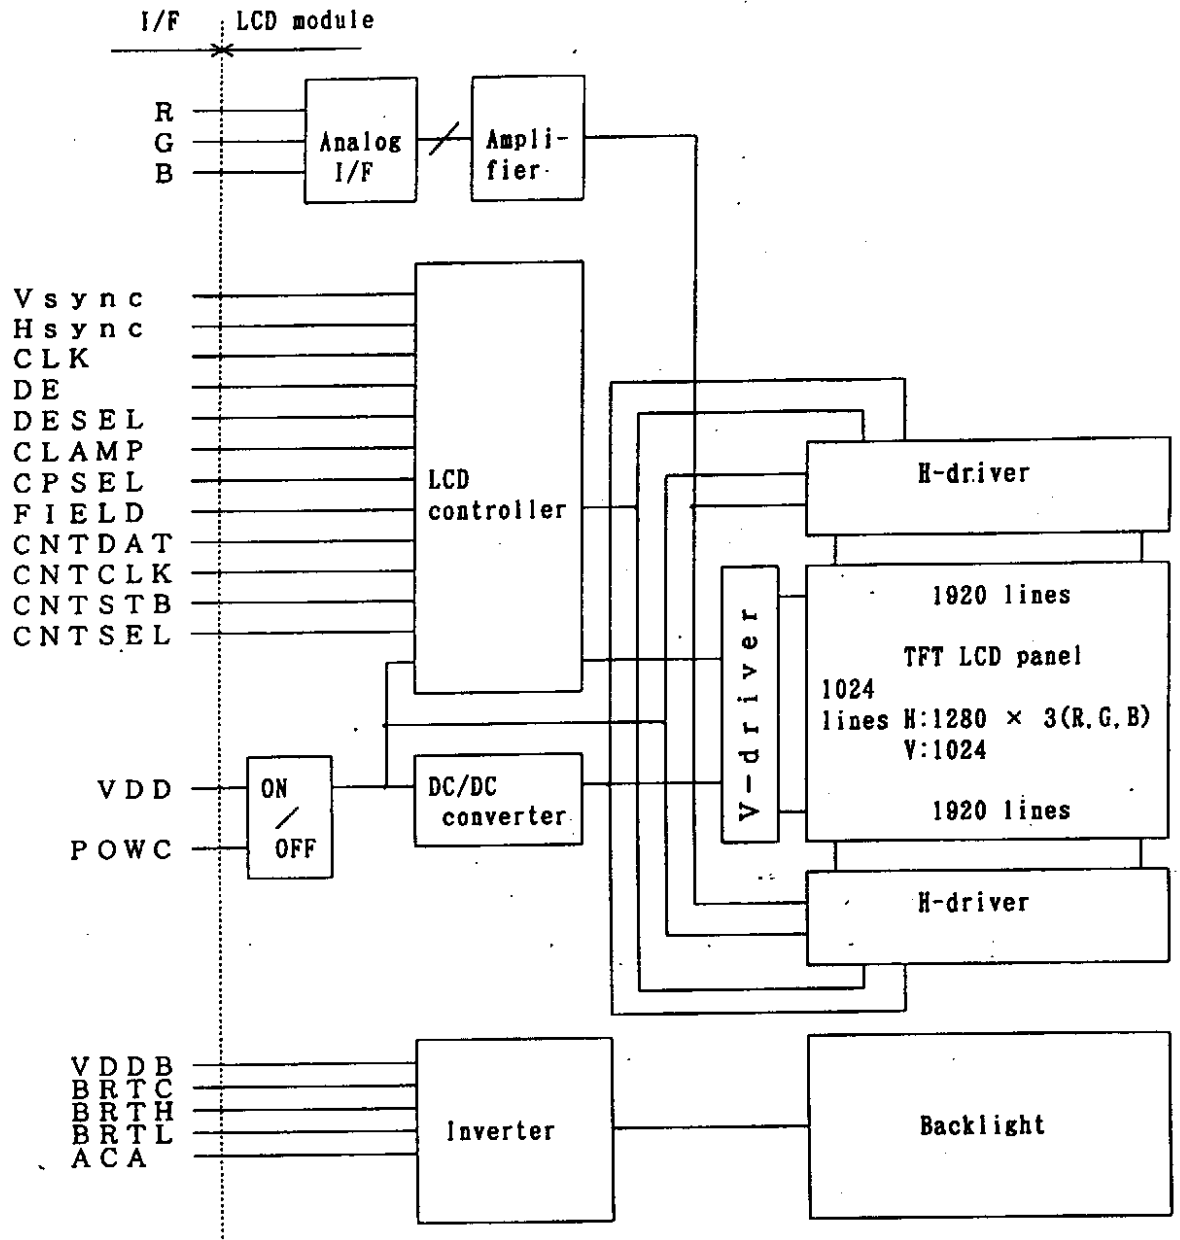 I/F LCD module
R
G
B
Analog
I/F
Ampli-
fier
Vsync
Hsync
CLK
DE
DESEL
CLAMP
CPSEL
FIELD
CNTDAT
CNTCLK
CNTSTB
CNTSEL
LCD
controller
H-driver
V-driver
1920 lines
TFT LCD panel
1024
lines H:1280 × 3(R,G,B)
V:1024
1920 lines
VDD
POWC
ON
/
OFF
DC/DC
converter
H-driver
VDDB
BRTC
BRTH
BRTL
ACA
Inverter
Backlight